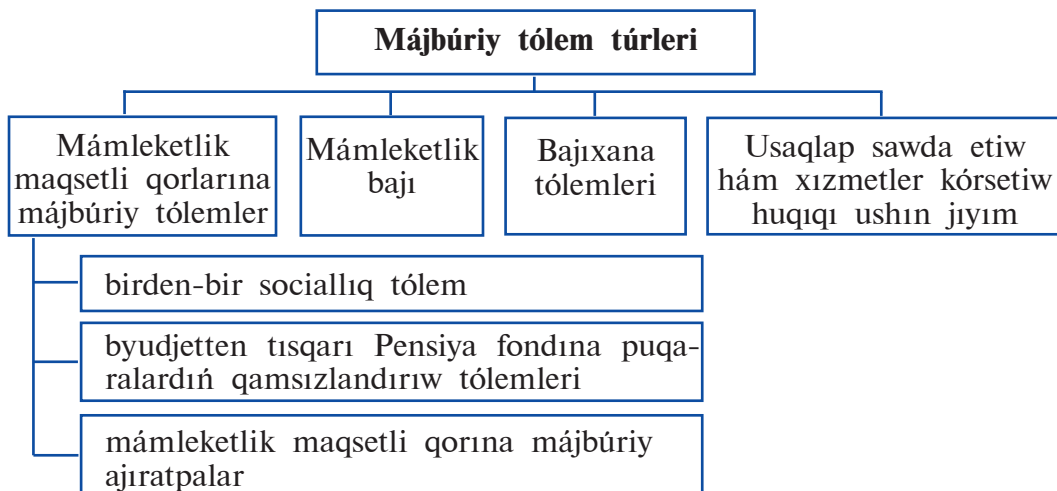 Májbúriy tólem túrleri
Mámleketlik
maqsetli qorlarına
májbúriy tólemler
Mámleketlik
bajı
Bajıxana
tólemleri
Usaqlap sawda etiw
hám xızmetler kórsetiw
huqıqı ushın jıyım
birden-bir sociallıq tólem
byudjetten tısqarı Pensiya fondına puqa-
ralardıń qamsızlandırıw tólemleri
mámleketlik maqsetli qorına májbúriy
ajıratpalar